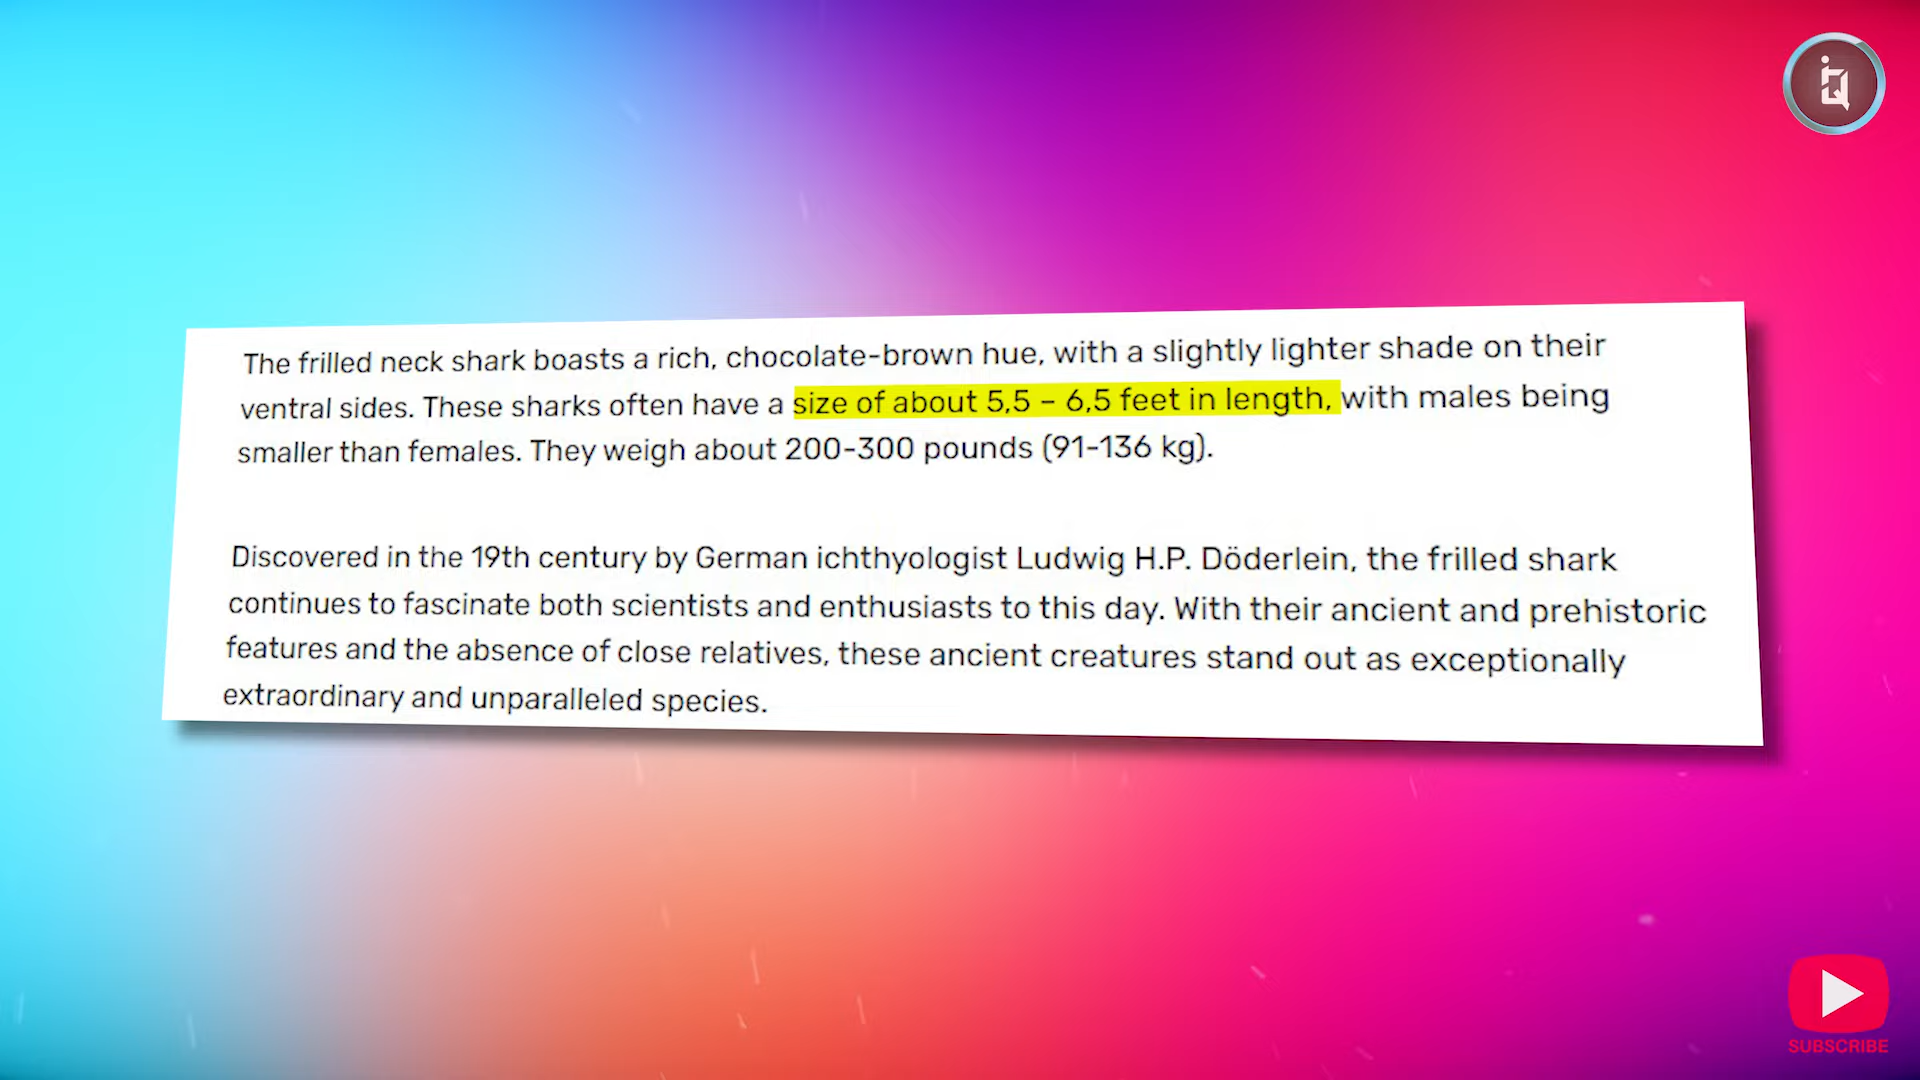 The frilled neck shark boasts a rich, chocolate-brown hue, with a slightly lighter shade on their
ventral sides. These sharks often have a size of about 5,5 – 6,5 feet in length, with males being
smaller than females. They weigh about 200-300 pounds (91-136 kg).
Discovered in the 19th century by German ichthyologist Ludwig H.P. Döderlein, the frilled shark
continues to fascinate both scientists and enthusiasts to this day. With their ancient and prehistoric
features and the absence of close relatives, these ancient creatures stand out as exceptionally
extraordinary and unparalleled species.
iQ
SUBSCRIBE